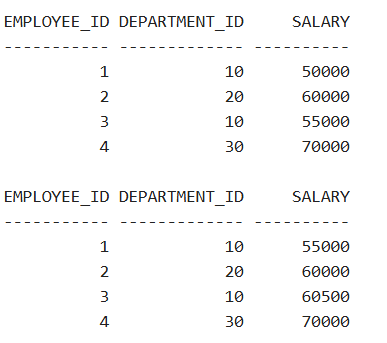 EMPLOYEE_ID DEPARTMENT_ID     SALARY
----------- ------------- ----------
          1            10      50000
          2            20      60000
          3            10      55000
          4            30      70000

EMPLOYEE_ID DEPARTMENT_ID     SALARY
----------- ------------- ----------
          1            10      55000
          2            20      60000
          3            10      60500
          4            30      70000